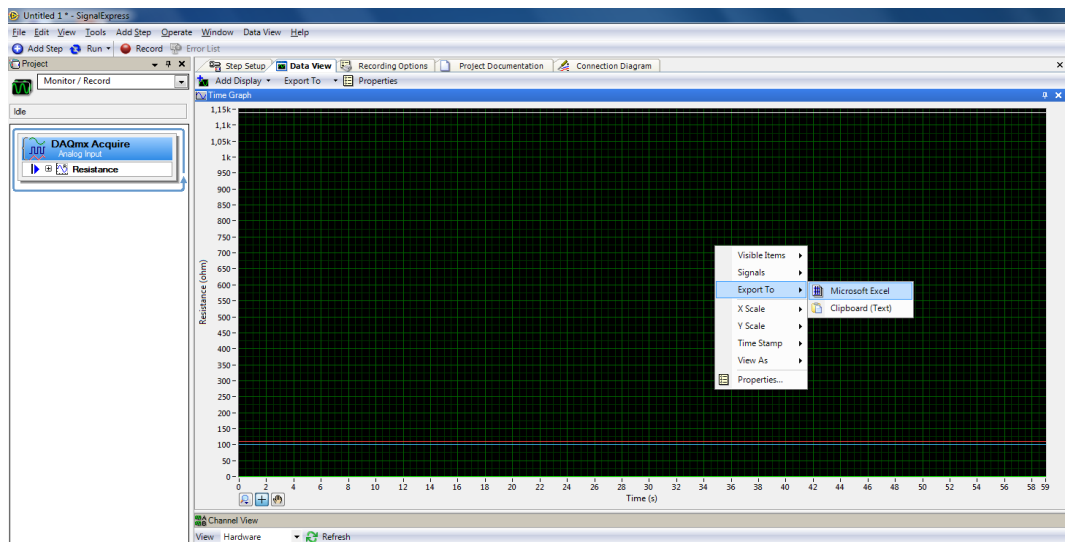 Untitled 1 * - SignalExpress
File Edit View Tools Add Step Operate Window Data View Help
Add Step Run Record Error List
Project
Monitor / Record
Idle
DAQmx Acquire
Analog Input
Resistance
Step Setup Data View Recording Options Project Documentation Connection Diagram
Add Display Export To Properties
Time Graph
1,15k
1,1k
1,05k
1k
950
900
850
800
750
700
650
600
550
500
450
400
350
300
250
200
150
100
50
0
Resistance (ohm)
0 2 4 6 8 10 12 14 16 18 20 22 24 26 28 30 32 34 36 38 40 42 44 46 48 50 52 54 56 58 59
Time (s)
Visible Items
Signals
Export To
X Scale
Y Scale
Time Stamp
View As
Properties...
Microsoft Excel
Clipboard (Text)
Channel View
View Hardware Refresh